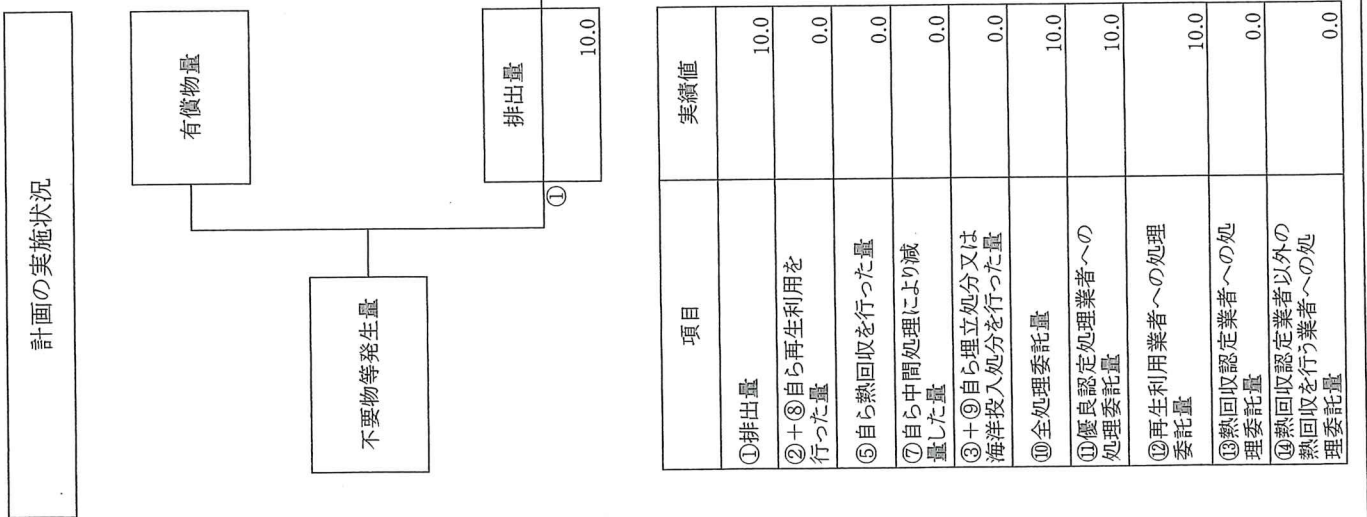 計画の実施状況
不要物等発生量
有償物量
①
排出量
10.0
項目
実績値
①排出量
10.0
②+⑧自ら再生利用を
行った量
0.0
⑤自ら熱回収を行った量
0.0
⑦自ら中間処理により減
量した量
0.0
③+⑨自ら埋立処分又は
海洋投入処分を行った量
0.0
⑩全処理委託量
10.0
⑪優良認定処理業者への
処理委託量
10.0
⑫再生利用業者への処理
委託量
10.0
⑬熱回収認定業者への処
理委託量
0.0
⑭熱回収認定業者以外の
熱回収を行う業者への処
理委託量
0.0